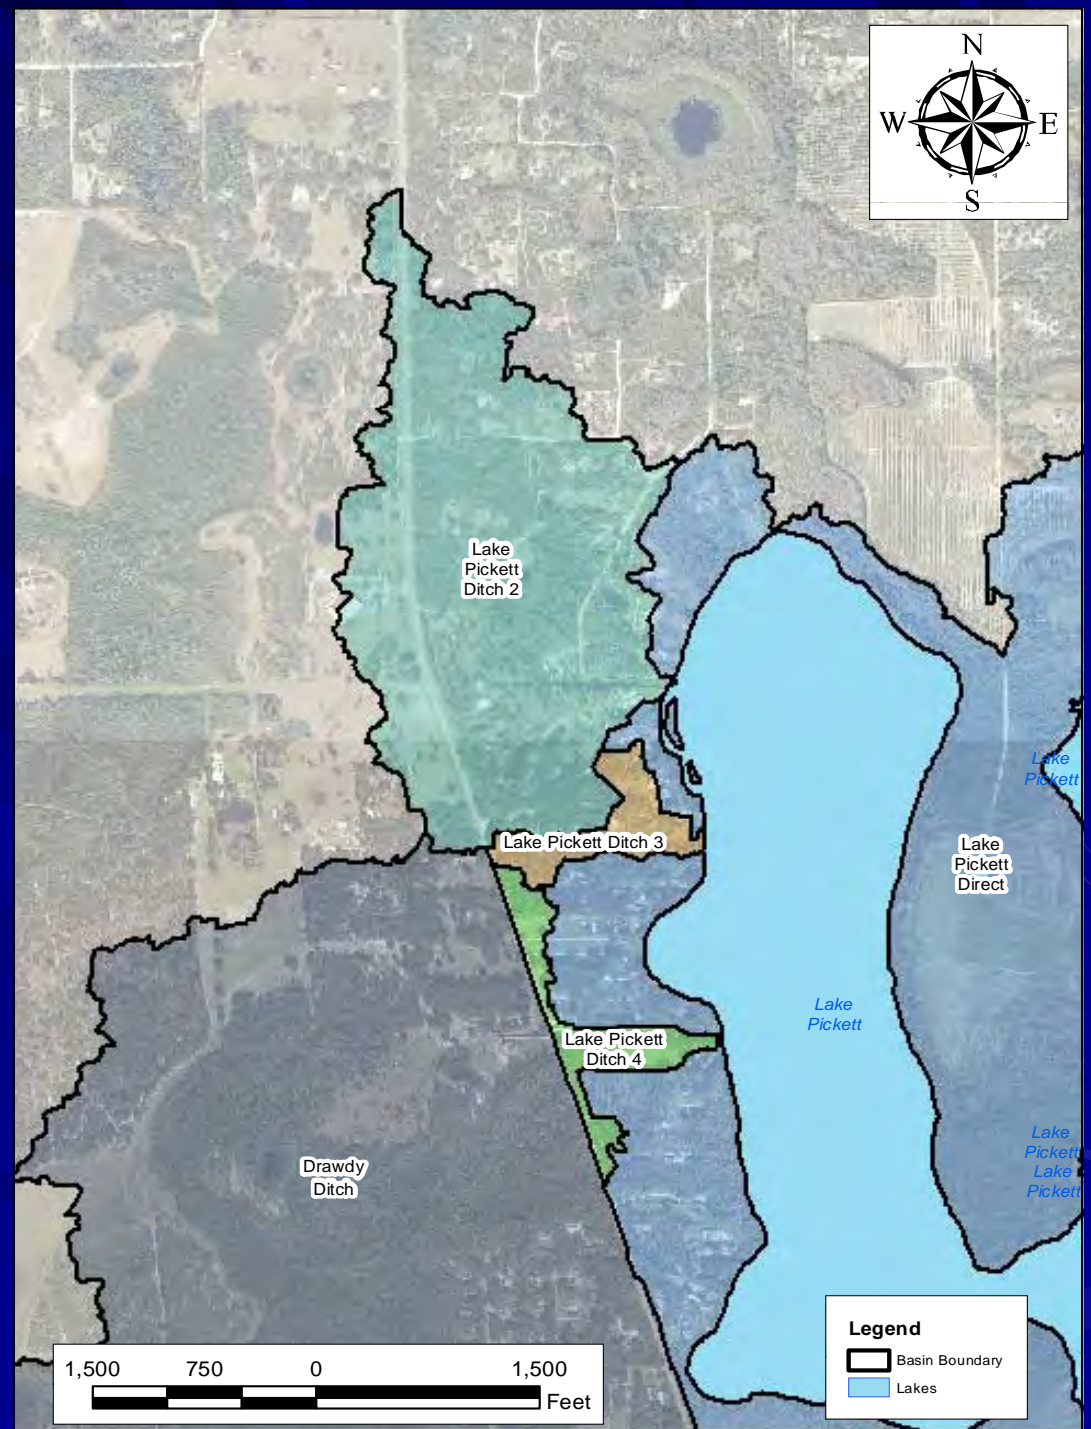 N
W
E
S
Lake
Pickett
Ditch 2
Lake
Pickett
Lake Pickett Ditch 3
Lake
Pickett
Direct
Lake
Pickett
Lake Pickett
Ditch 4
Lake
Pickett
Lake
Pickett
Drawdy
Ditch
Legend
Basin Boundary
Lakes
1,500 750 0 1,500
Feet